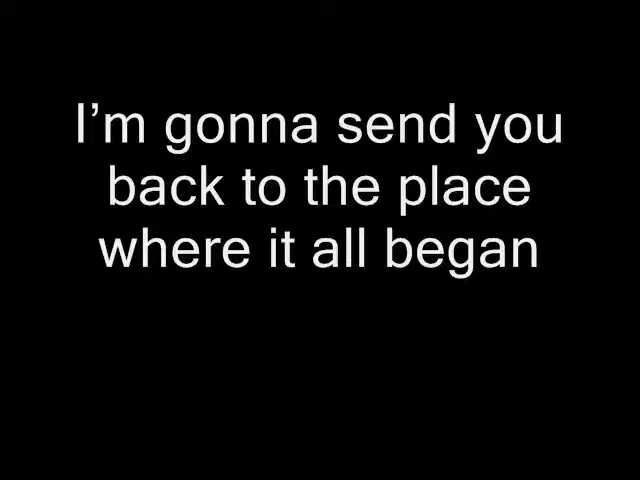 I’m gonna send you
back to the place
where it all began